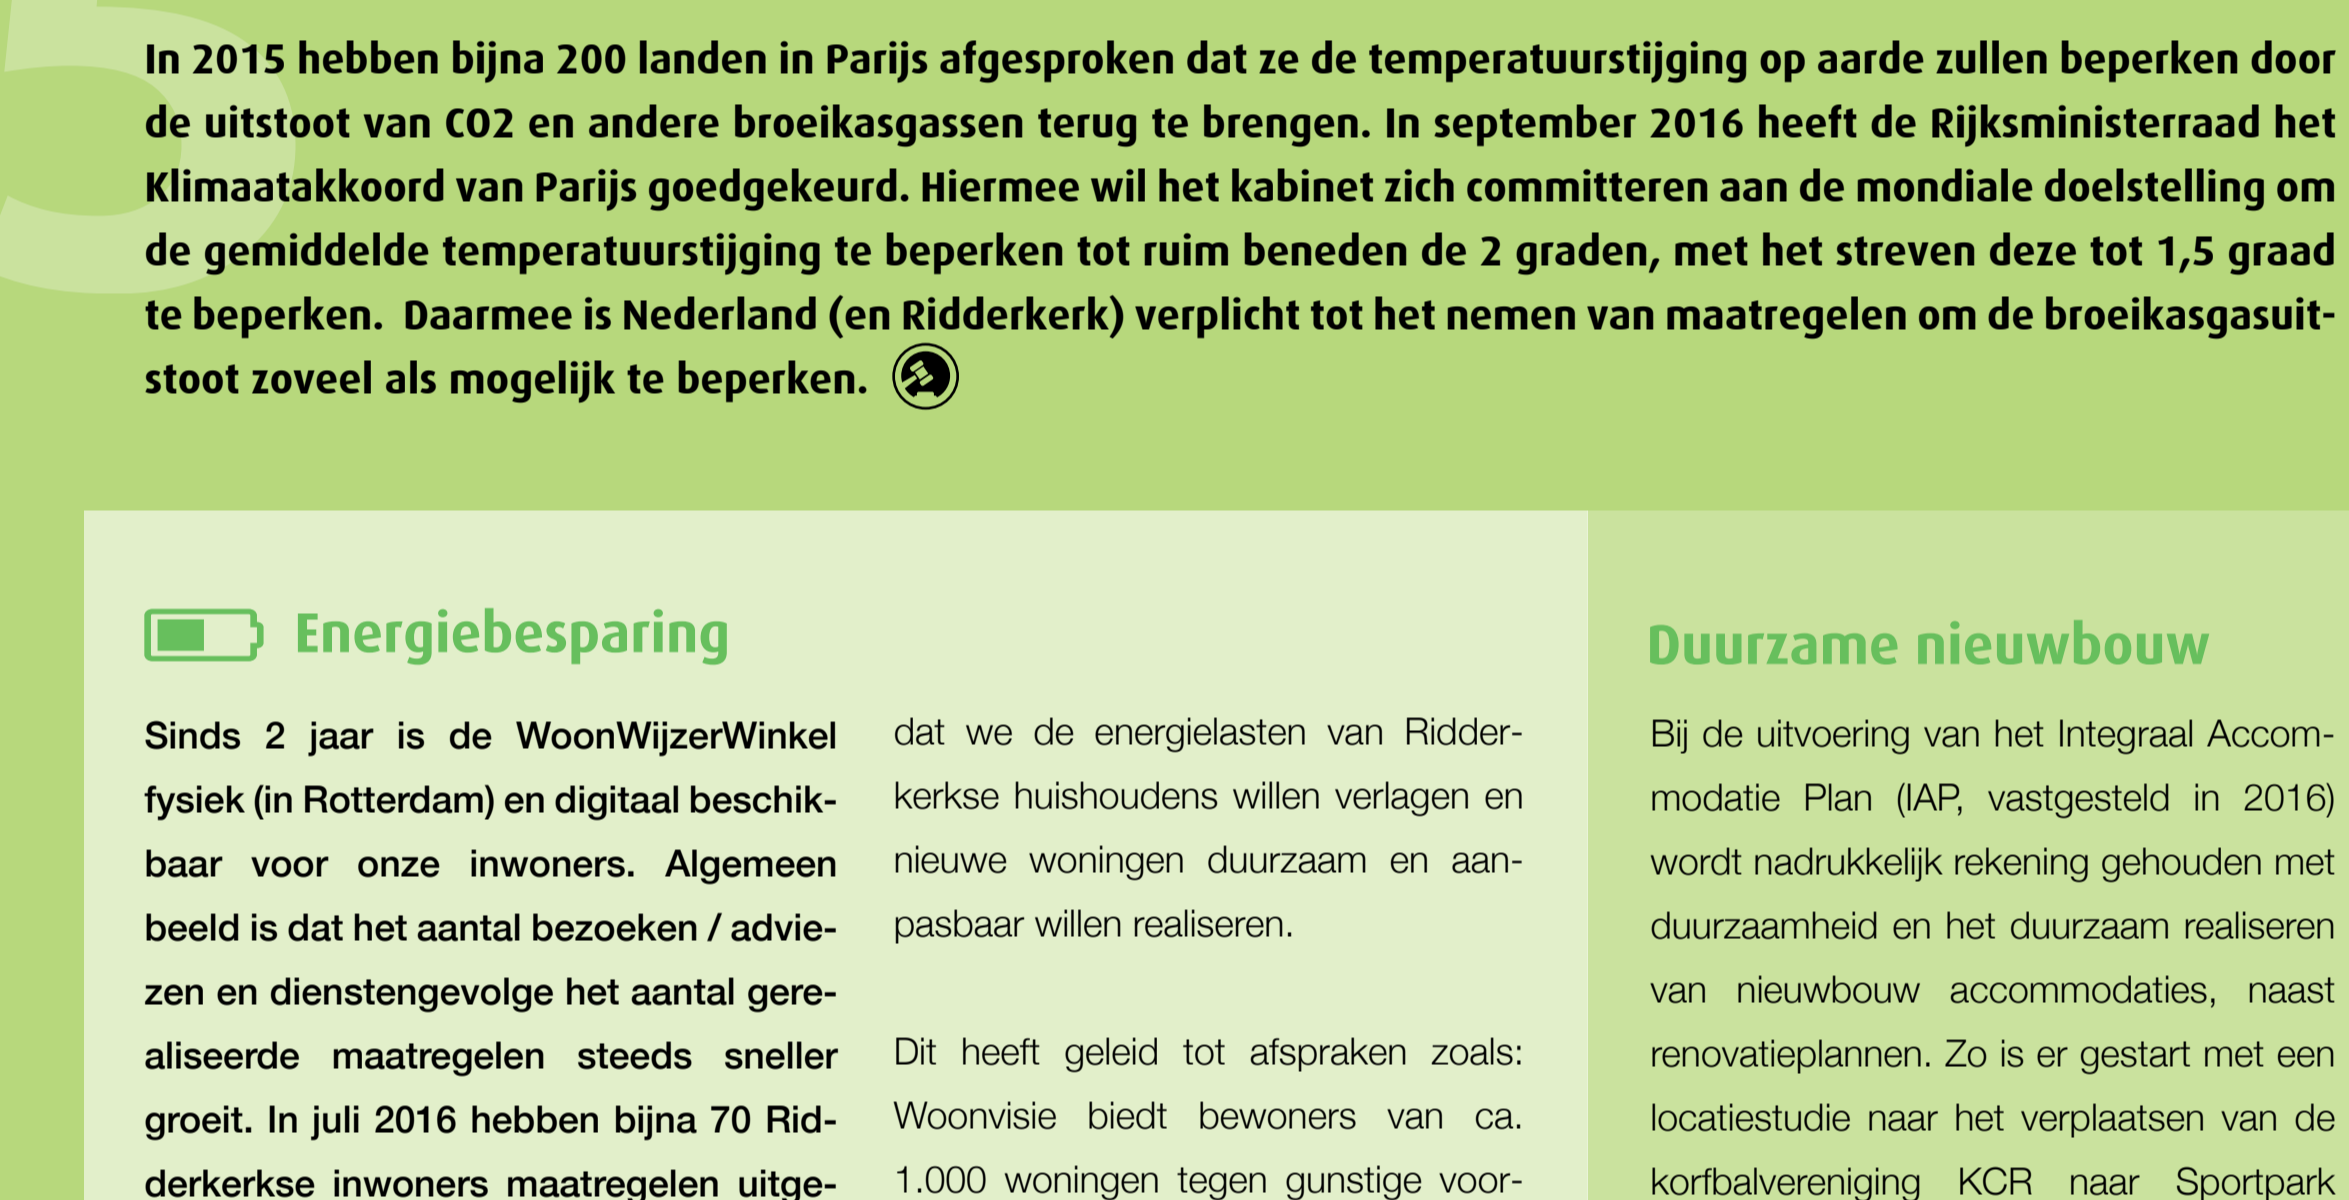 5
In 2015 hebben bijna 200 landen in Parijs afgesproken dat ze de temperatuurstijging op aarde zullen beperken door
de uitstoot van CO2 en andere broeikasgassen terug te brengen. In september 2016 heeft de Rijksministerraad het
Klimaatakkoord van Parijs goedgekeurd. Hiermee wil het kabinet zich committeren aan de mondiale doelstelling om
de gemiddelde temperatuurstijging te beperken tot ruim beneden de 2 graden, met het streven deze tot 1,5 graad
te beperken. Daarmee is Nederland (en Ridderkerk) verplicht tot het nemen van maatregelen om de broeikasgasuit-
stoot zoveel als mogelijk te beperken.
Energiebesparing
Sinds 2 jaar is de WoonWijzerWinkel
fysiek (in Rotterdam) en digitaal beschik-
baar voor onze inwoners. Algemeen
beeld is dat het aantal bezoeken / advie-
zen en dienstengevolge het aantal gere-
aliseerde maatregelen steeds sneller
groeit. In juli 2016 hebben bijna 70 Rid-
derkerkse inwoners maatregelen uitge-
dat we de energielasten van Ridder-
kerkse huishoudens willen verlagen en
nieuwe woningen duurzaam en aan-
pasbaar willen realiseren.
Dit heeft geleid tot afspraken zoals:
Woonvisie biedt bewoners van ca.
1.000 woningen tegen gunstige voor-
Duurzame nieuwbouw
Bij de uitvoering van het Integraal Accom-
modatie Plan (IAP, vastgesteld in 2016)
wordt nadrukkelijk rekening gehouden met
duurzaamheid en het duurzaam realiseren
van nieuwbouw accommodaties, naast
renovatieplannen. Zo is er gestart met een
locatiestudie naar het verplaatsen van de
korfbalvereniging KCR naar Sportpark